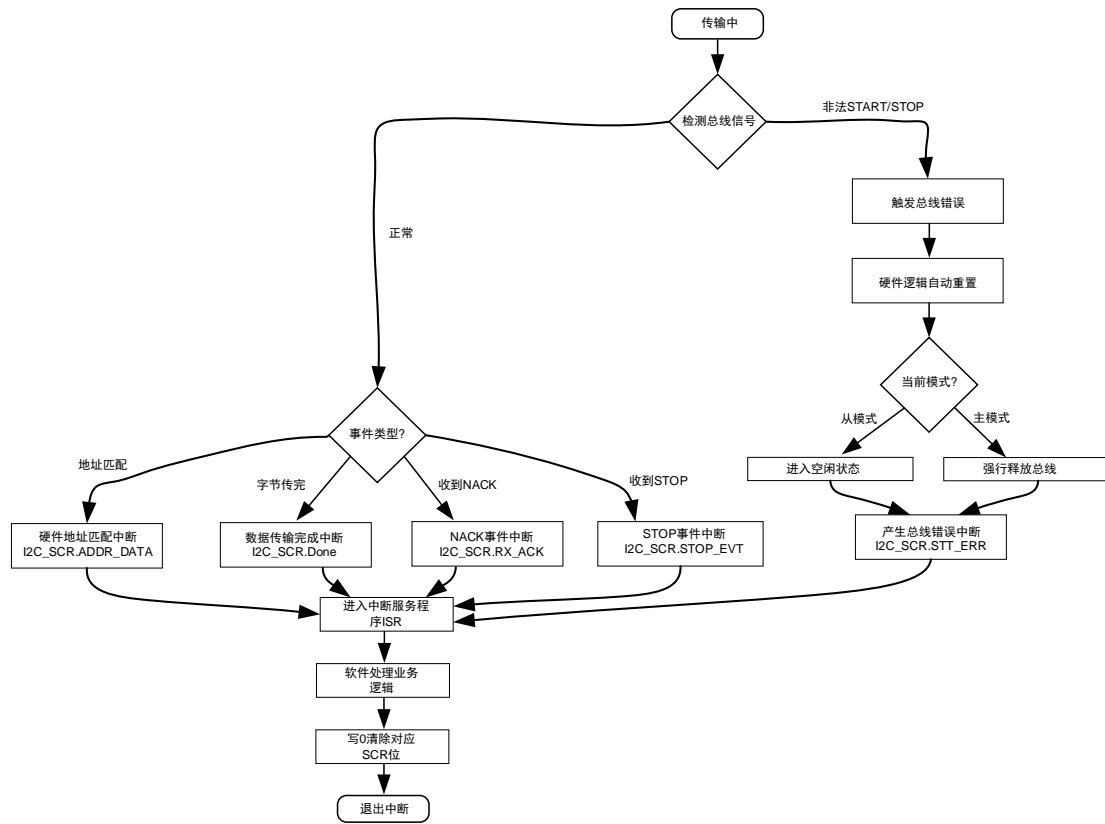 传输中
检测总线信号
非法START/STOP
正常
触发总线错误
硬件逻辑自动重置
当前模式?
从模式
主模式
进入空闲状态
强行释放总线
事件类型?
地址匹配
字节传完
收到NACK
收到STOP
硬件地址匹配中断
I2C_SCR.ADDR_DATA
数据传输完成中断
I2C_SCR.Done
NACK事件中断
I2C_SCR.RX_ACK
STOP事件中断
I2C_SCR.STOP_EVT
产生总线错误中断
I2C_SCR.STT_ERR
进入中断服务程
序ISR
软件处理业务
逻辑
写0清除对应
SCR位
退出中断